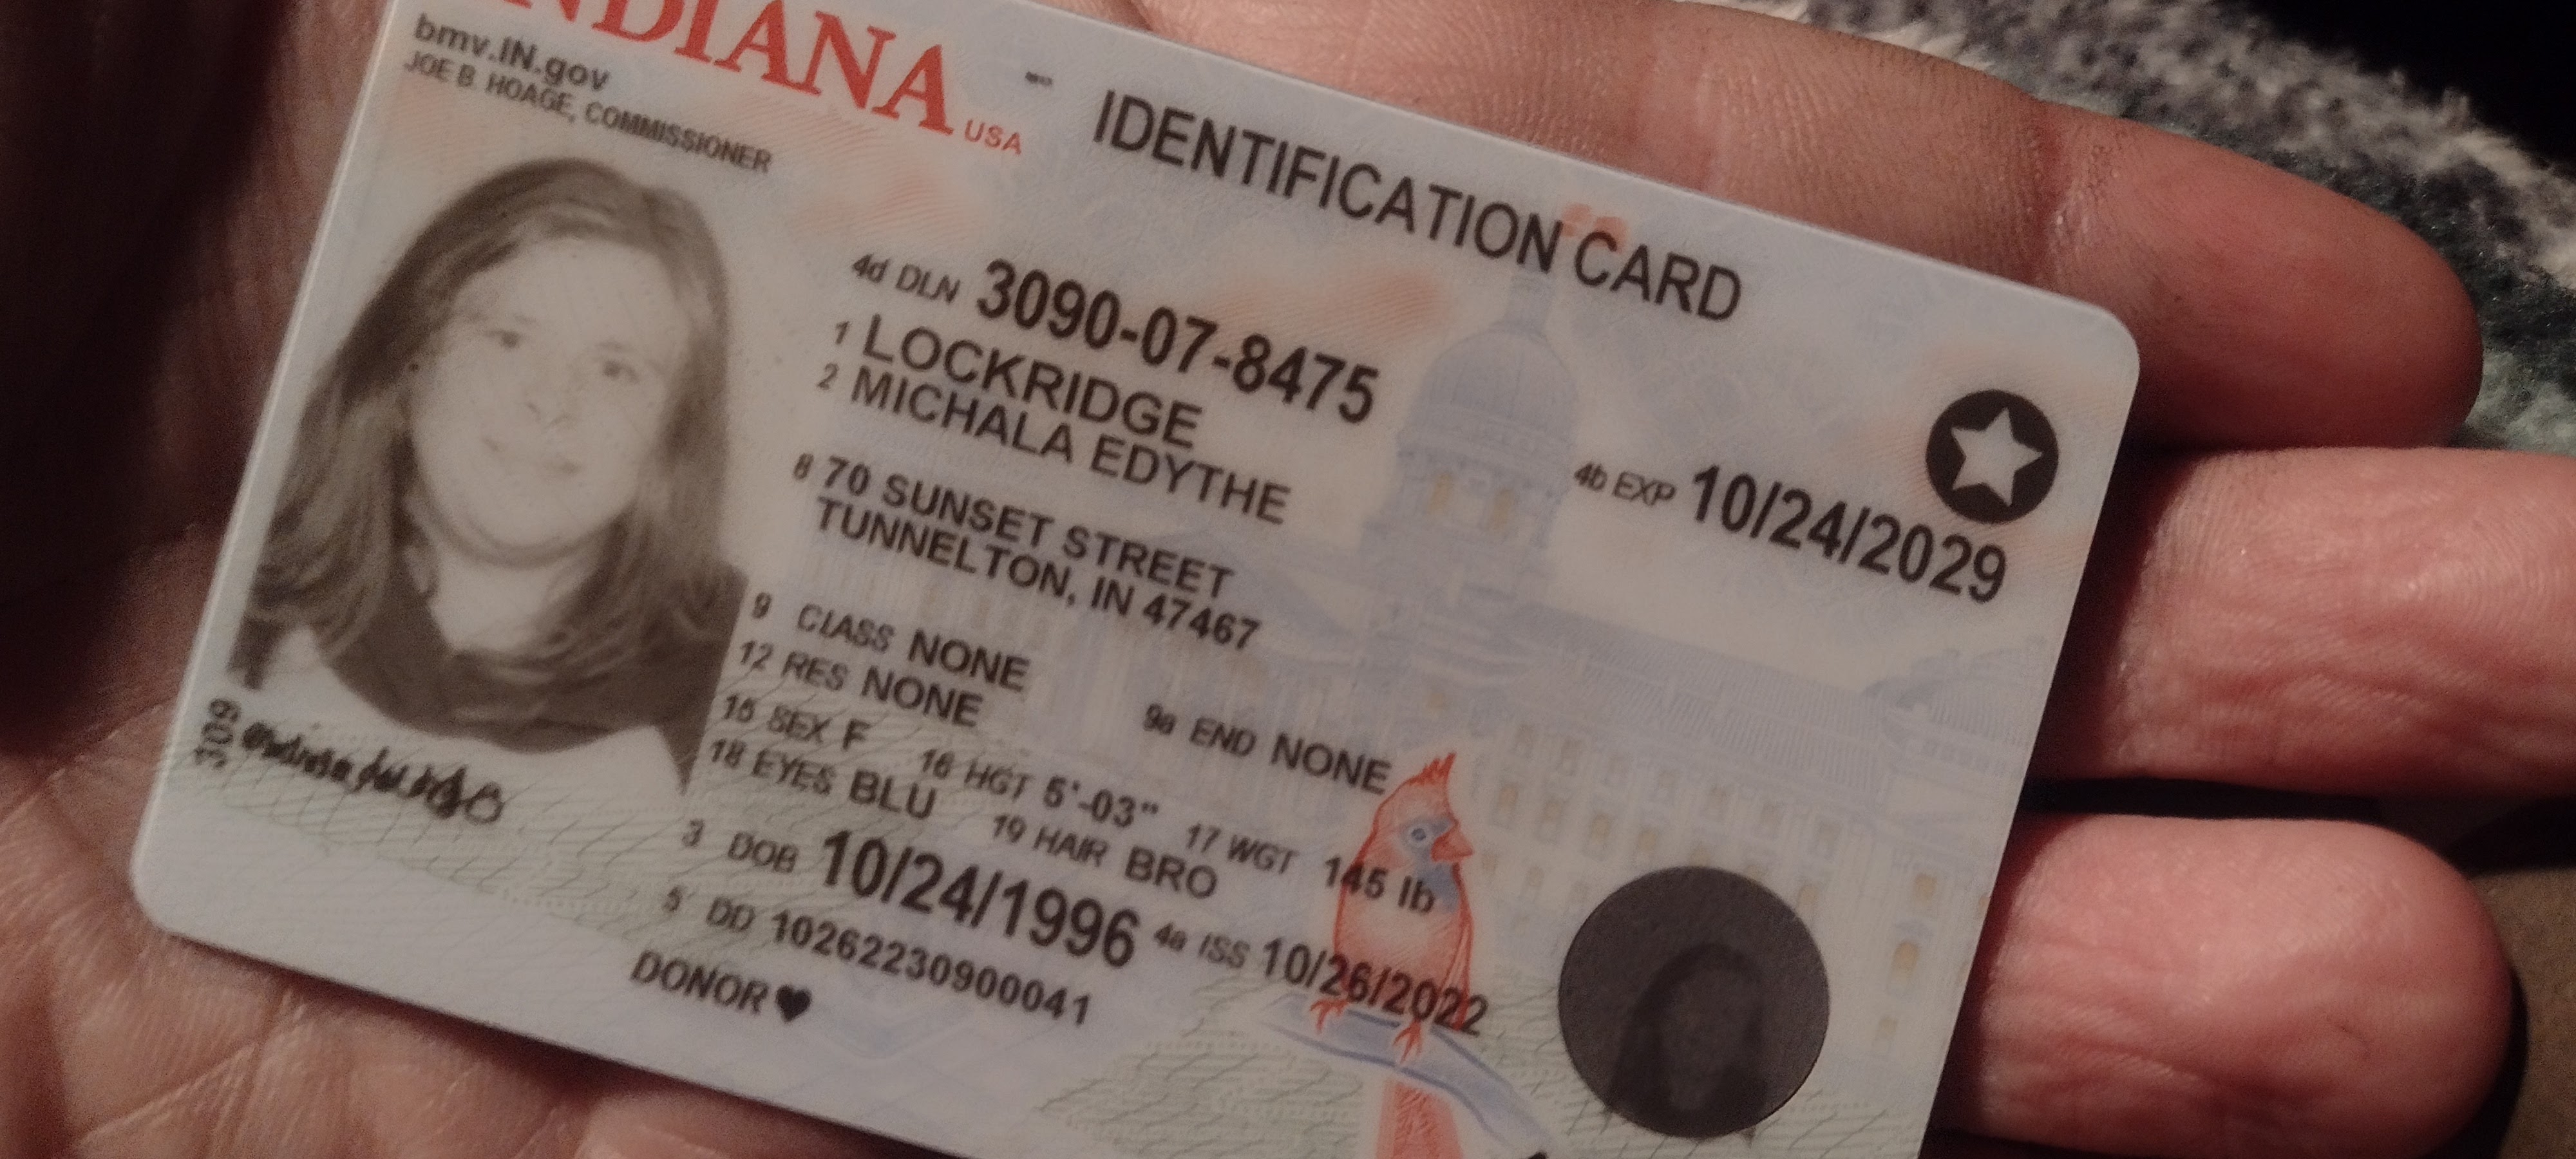 INDIANA USA
IDENTIFICATION CARD
bmv.IN.gov
JOE B. HOAGE, COMMISSIONER
4d DLN 3090-07-8475
1 LOCKRIDGE
2 MICHALA EDYTHE
8 70 SUNSET STREET
TUNNELTON, IN 47467
4b EXP 10/24/2029
9 CLASS NONE
9a END NONE
12 RES NONE
15 SEX F 16 HGT 5'-03" 17 WGT 145 lb
18 EYES BLU 19 HAIR BRO
3 DOB 10/24/1996 4a ISS 10/26/2022
5 DD 10262230900041
DONOR
309